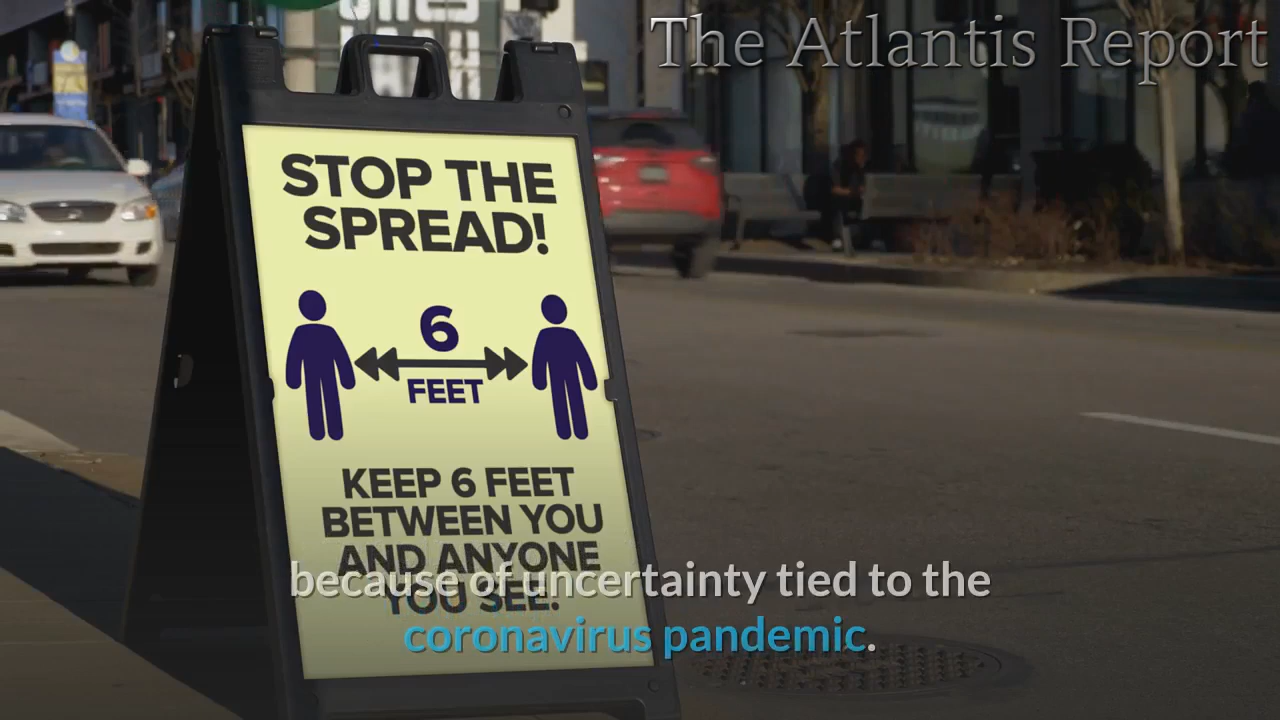 The Atlantis Report
STOP THE
SPREAD!
6
FEET
KEEP 6 FEET
BETWEEN YOU
AND ANYONE
YOU SEE.
because of uncertainty tied to the
coronavirus pandemic.